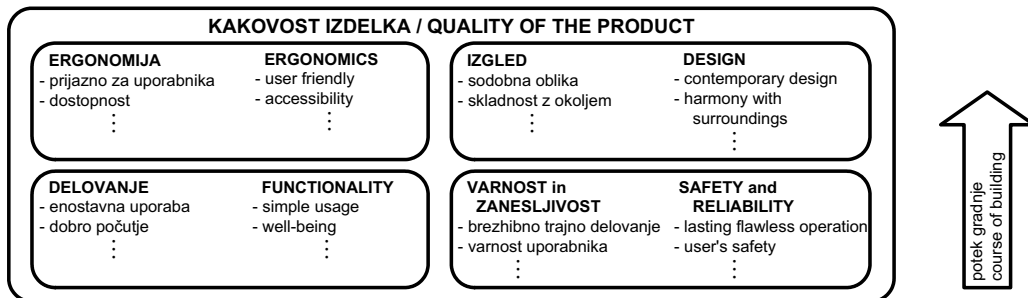 KAKOVOST IZDELKA / QUALITY OF THE PRODUCT
ERGONOMIJA
- prijazno za uporabnika
- dostopnost
ERGONOMICS
- user friendly
- accessibility
IZGLED
- sodobna oblika
- skladnost z okoljem
DESIGN
- contemporary design
- harmony with
surroundings
DELOVANJE
- enostavna uporaba
- dobro počutje
FUNCTIONALITY
- simple usage
- well-being
VARNOST in
ZANESLJIVOST
- brezhibno trajno delovanje
- varnost uporabnika
SAFETY and
RELIABILITY
- lasting flawless operation
- user's safety
potek gradnje
course of building